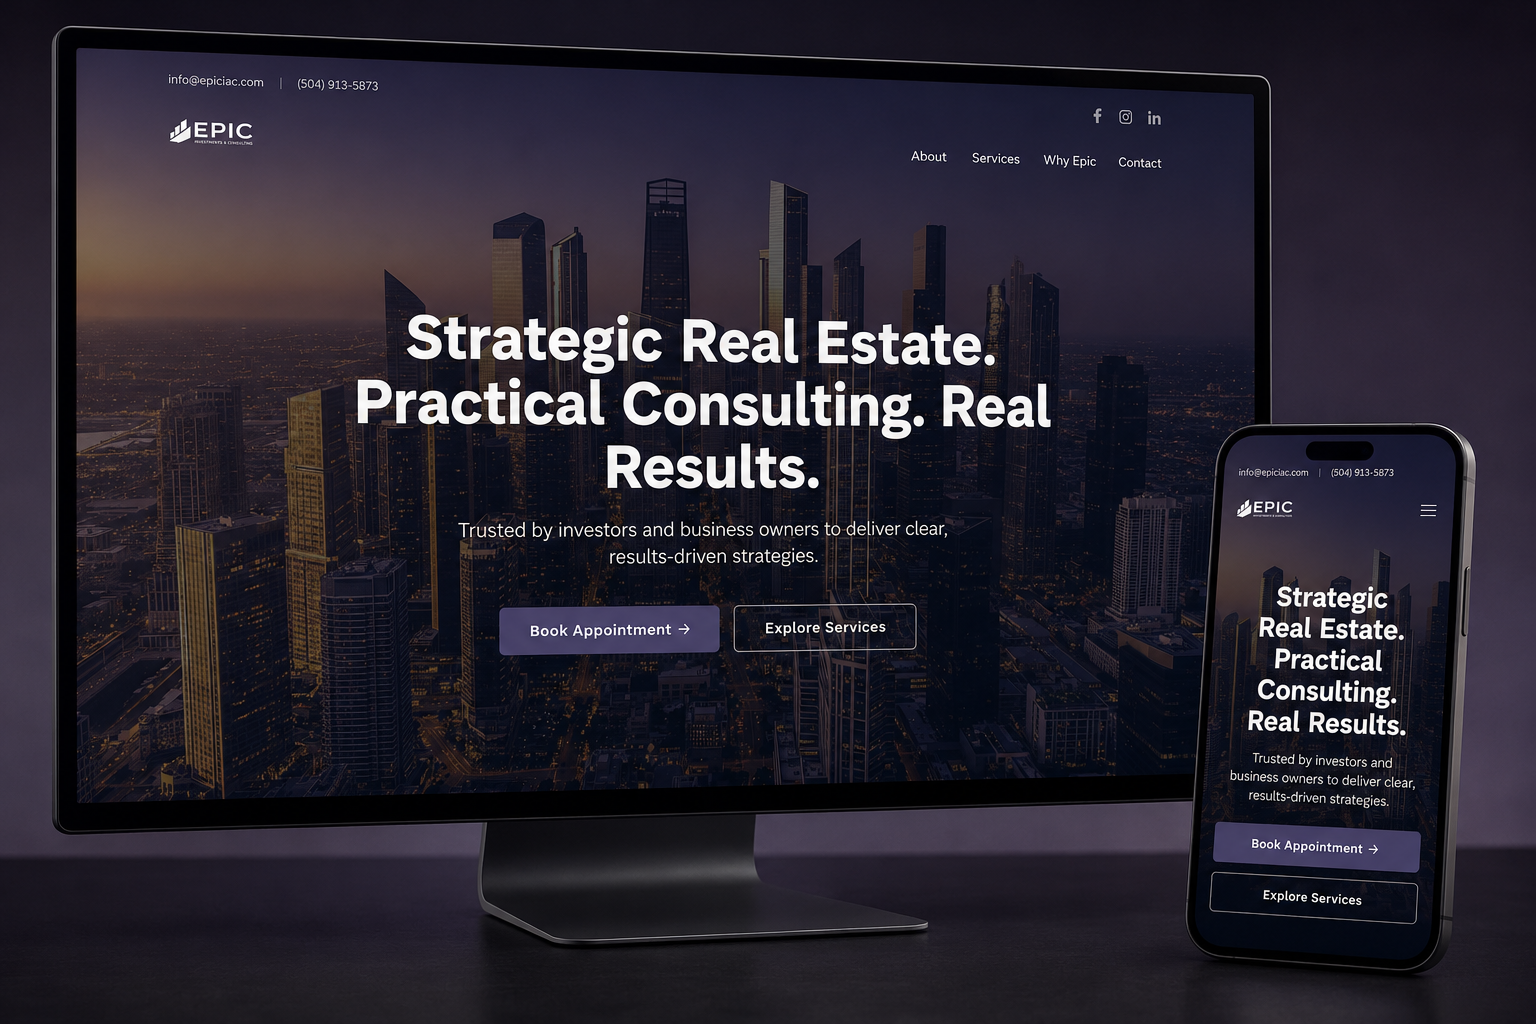 info@epiciac.com | (504) 913-5873
EPIC
INVESTMENTS & CONSULTING
About Services Why Epic Contact
Strategic Real Estate.
Practical Consulting. Real
Results.
Trusted by investors and business owners to deliver clear,
results-driven strategies.
Book Appointment →
Explore Services
info@epiciac.com | (504) 913-5873
EPIC
Strategic
Real Estate.
Practical
Consulting.
Real Results.
Trusted by investors and
business owners to deliver clear,
results-driven strategies.
Book Appointment →
Explore Services